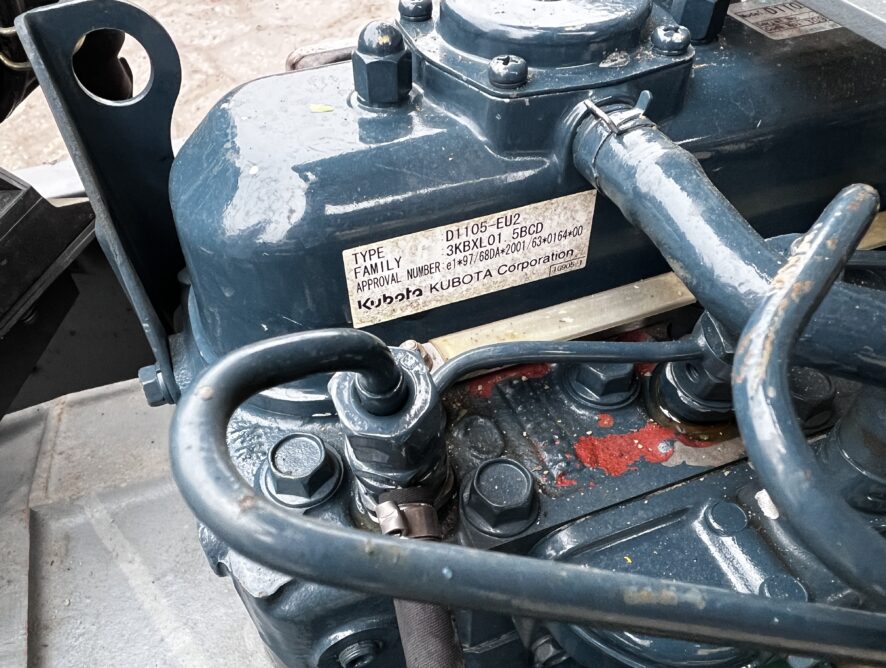 TYPE D1105-EU2
FAMILY 3KBXL01.5BCD
APPROVAL NUMBER:e1*97/68DA*2001/63*0164*00
Kubota KUBOTA Corporation